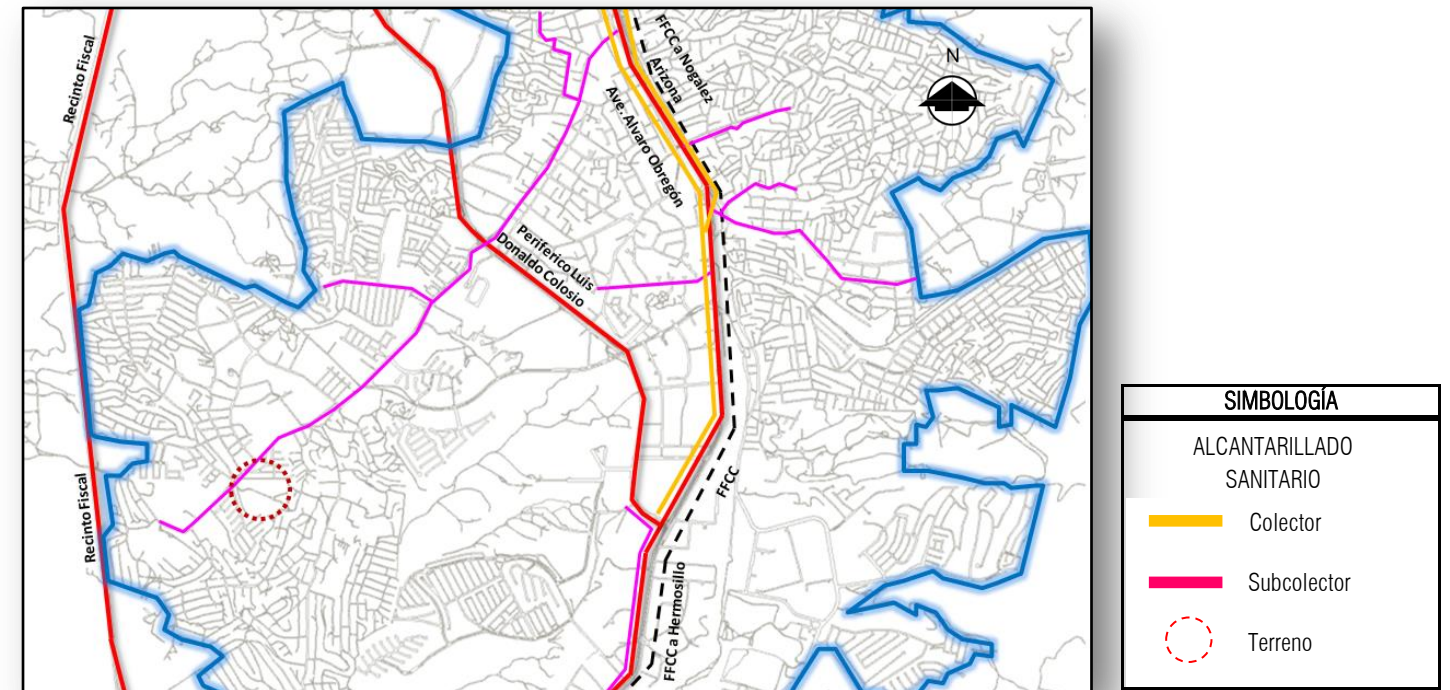 Recinto Fiscal
FFCC a Nogalez
Arizona
N
Ave. Alvaro Obregón
Periferico Luis
Donaldo Colosio
Recinto Fiscal
FFCC
FFCC a Hermosillo
SIMBOLOGÍA
ALCANTARILLADO
SANITARIO
Colector
Subcolector
Terreno